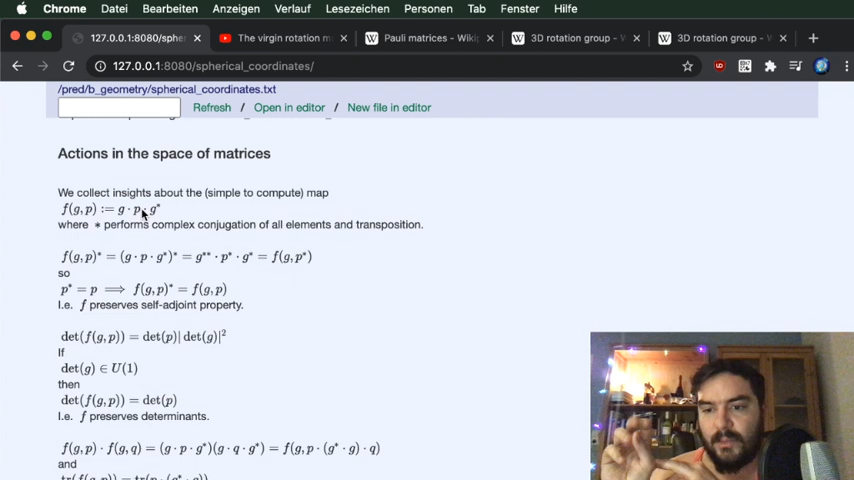 Chrome Datei Bearbeiten Anzeigen Verlauf Lesezeichen Personen Tab Fenster Hilfe
127.0.0.1:8080/sphe The virgin rotation m Pauli matrices - Wikip 3D rotation group - W 3D rotation group - W
127.0.0.1:8080/spherical_coordinates/
/pred/b_geometry/spherical_coordinates.txt
Refresh / Open in editor / New file in editor
Actions in the space of matrices
We collect insights about the (simple to compute) map
f(g, p) := g · p · g*
where * performs complex conjugation of all elements and transposition.
f(g, p)* = (g · p · g*)* = g** · p* · g* = f(g, p*)
so
p* = p ⟹ f(g, p)* = f(g, p)
I.e. f preserves self-adjoint property.
det(f(g, p)) = det(p)| det(g)|²
If
det(g) ∈ U(1)
then
det(f(g, p)) = det(p)
I.e. f preserves determinants.
f(g, p) · f(g, q) = (g · p · g*)(g · q · g*) = f(g, p · (g* · g) · q)
and
tr(f(g, p)) = tr(p · (g* · g))